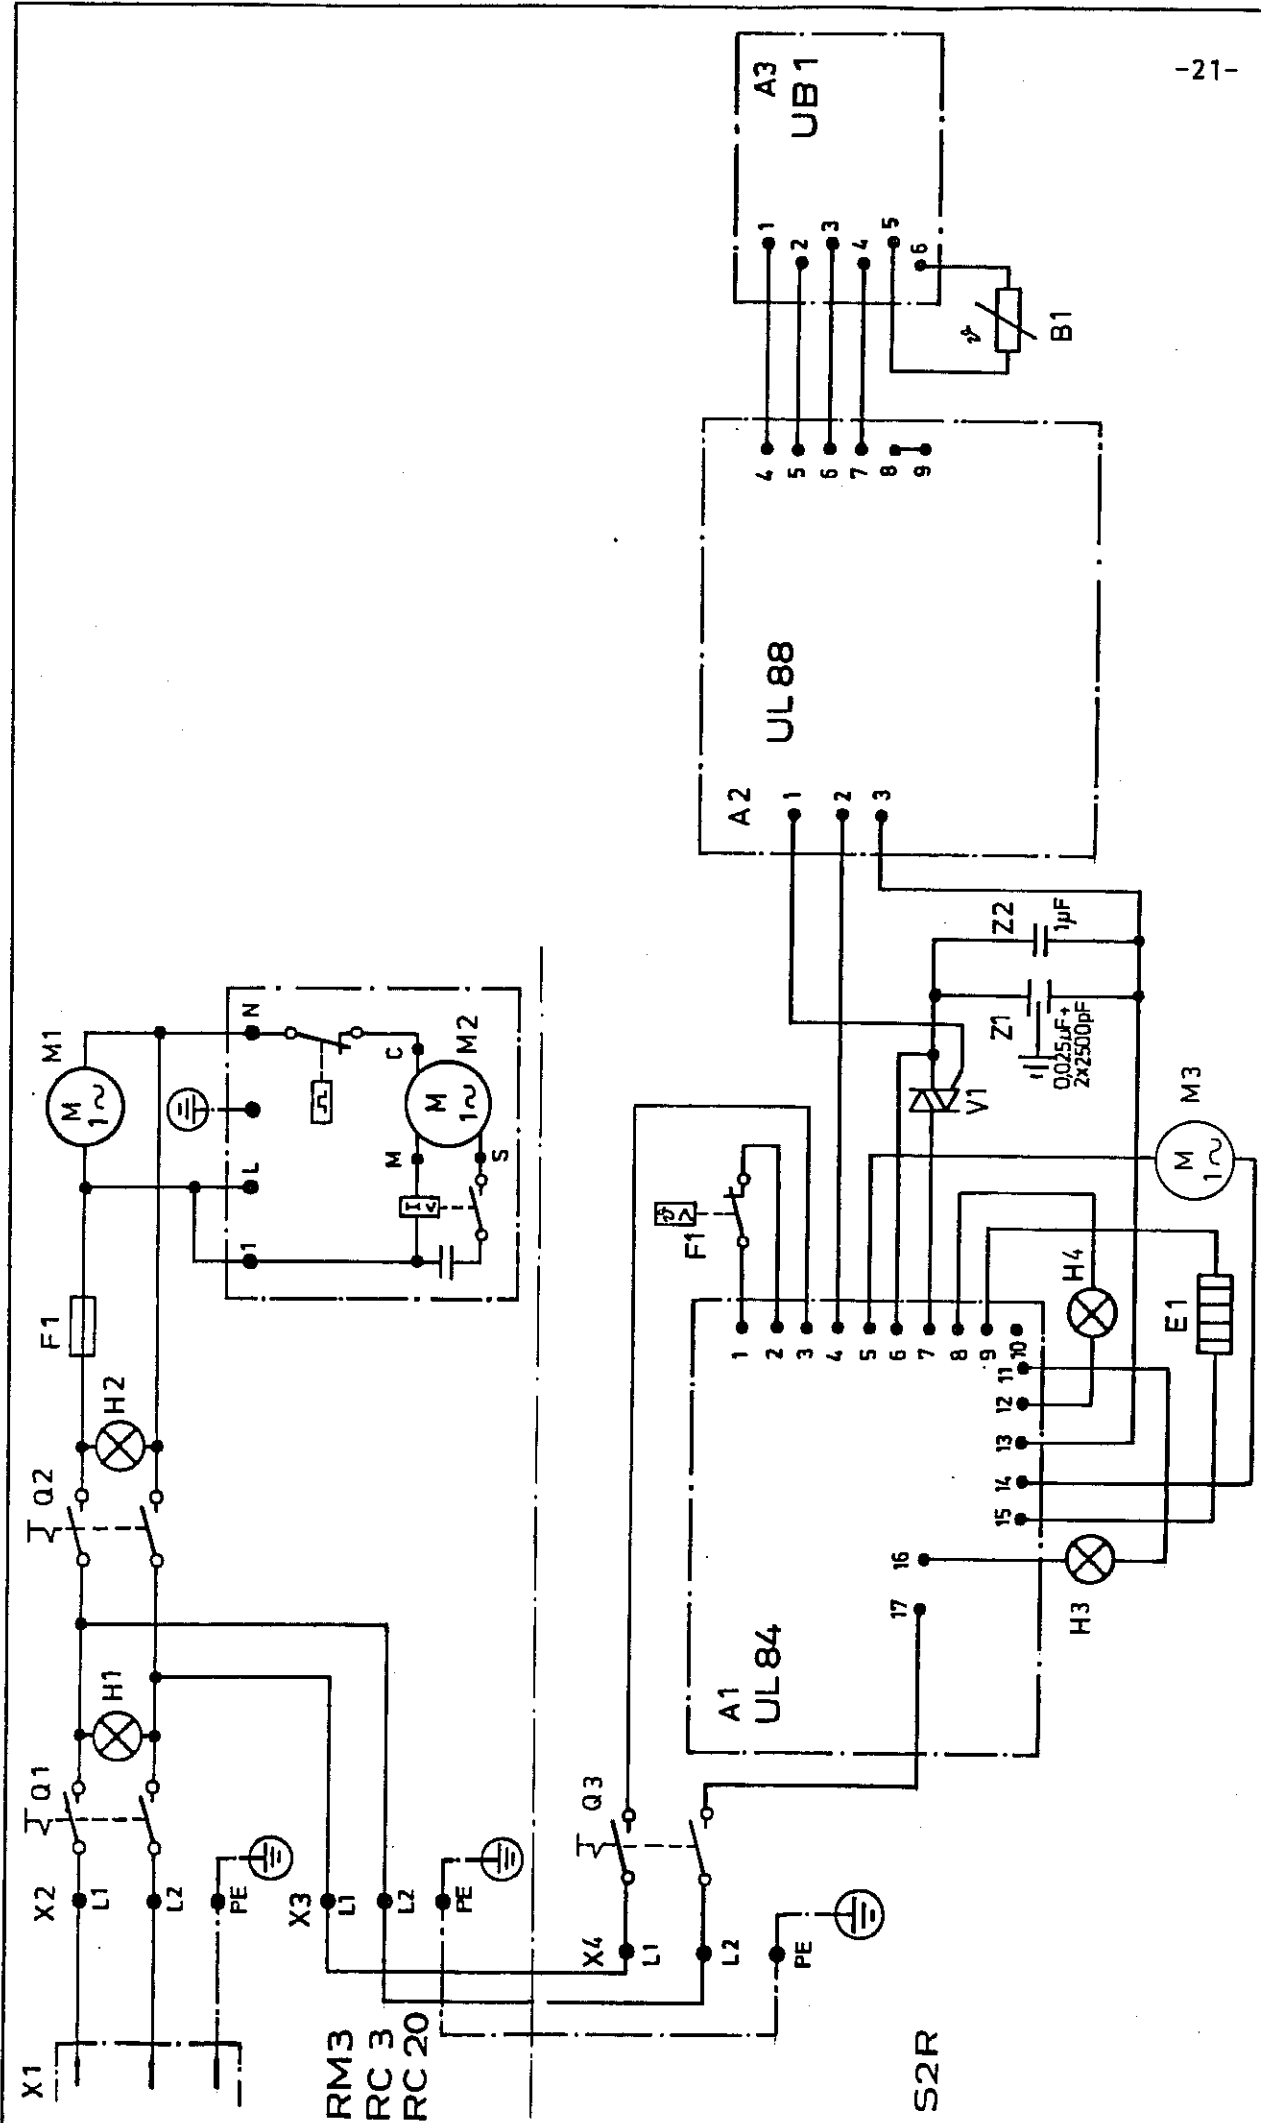 -21-
X1
X2
L1
L2
PE
Q1
H1
Q2
H2
F1
M1
M
1~
1
L
N
M
C
S
I
<
M
1~
M2
RM3
RC 3
RC 20
X3
L1
L2
PE
X4
L1
L2
PE
Q3
S2R
A1
UL 84
F1
ϑ
>
1
2
3
4
5
6
7
8
9
10
11
12
13
14
15
16
17
H3
H4
E1
M3
M
1~
V1
Z1
0,025µF+
2x2500pF
Z2
1µF
A2
UL 88
1
2
3
4
5
6
7
8
9
A3
UB1
1
2
3
4
5
6
ϑ
B1